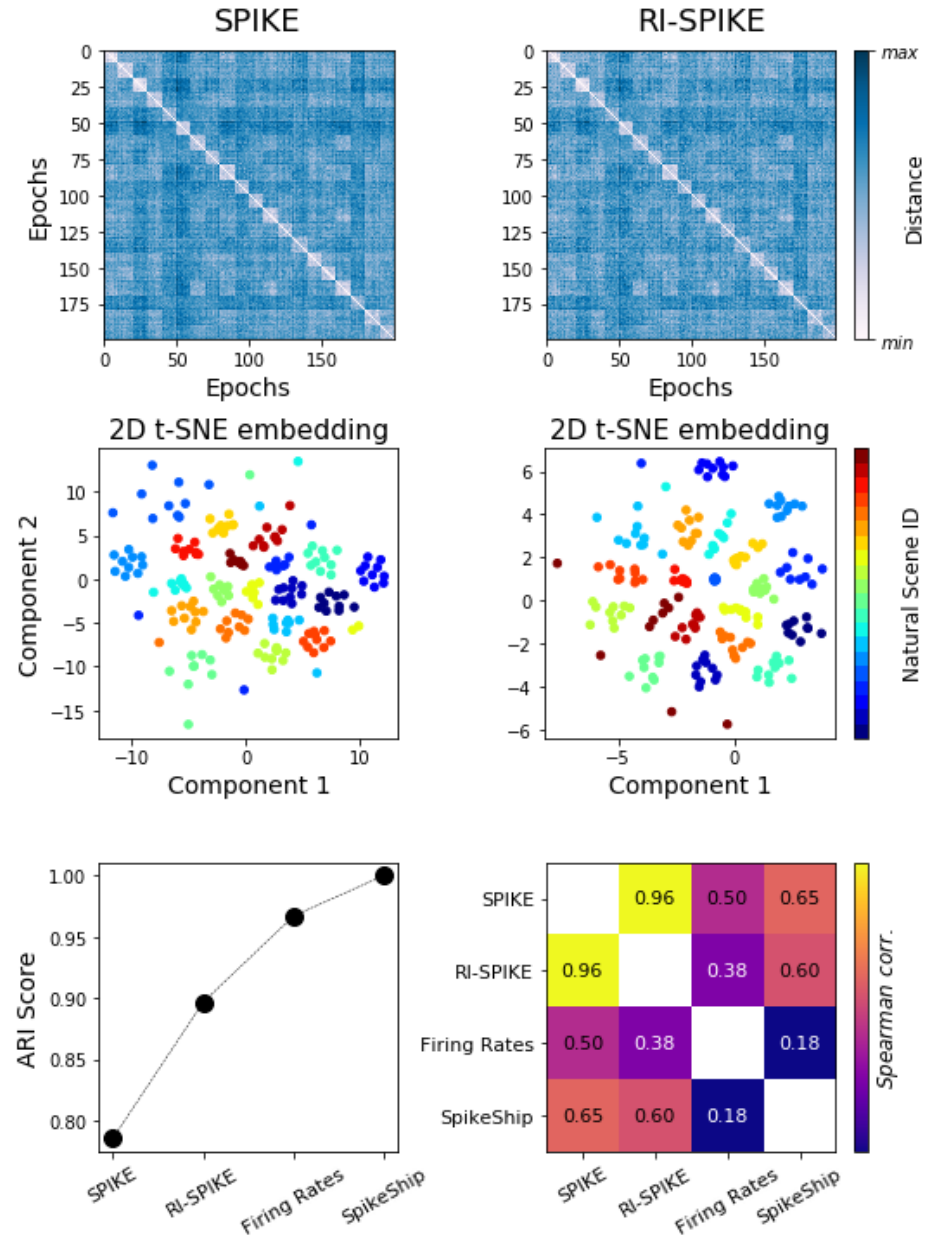 SPIKE
RI-SPIKE
0
25
50
75
100
125
150
175
Epochs
0 50 100 150
Epochs
0
25
50
75
100
125
150
175
0 50 100 150
Epochs
max
min
Distance
2D t-SNE embedding
2D t-SNE embedding
10
5
0
−5
−10
−15
Component 2
−10 0 10
Component 1
6
4
2
0
−2
−4
−6
−5 0
Component 1
Natural Scene ID
1.00
0.95
0.90
0.85
0.80
ARI Score
SPIKE
RI-SPIKE
Firing Rates
SpikeShip
SPIKE 0.96 0.50 0.65
RI-SPIKE 0.96 0.38 0.60
Firing Rates 0.50 0.38 0.18
SpikeShip 0.65 0.60 0.18
SPIKE
RI-SPIKE
Firing Rates
SpikeShip
Spearman corr.